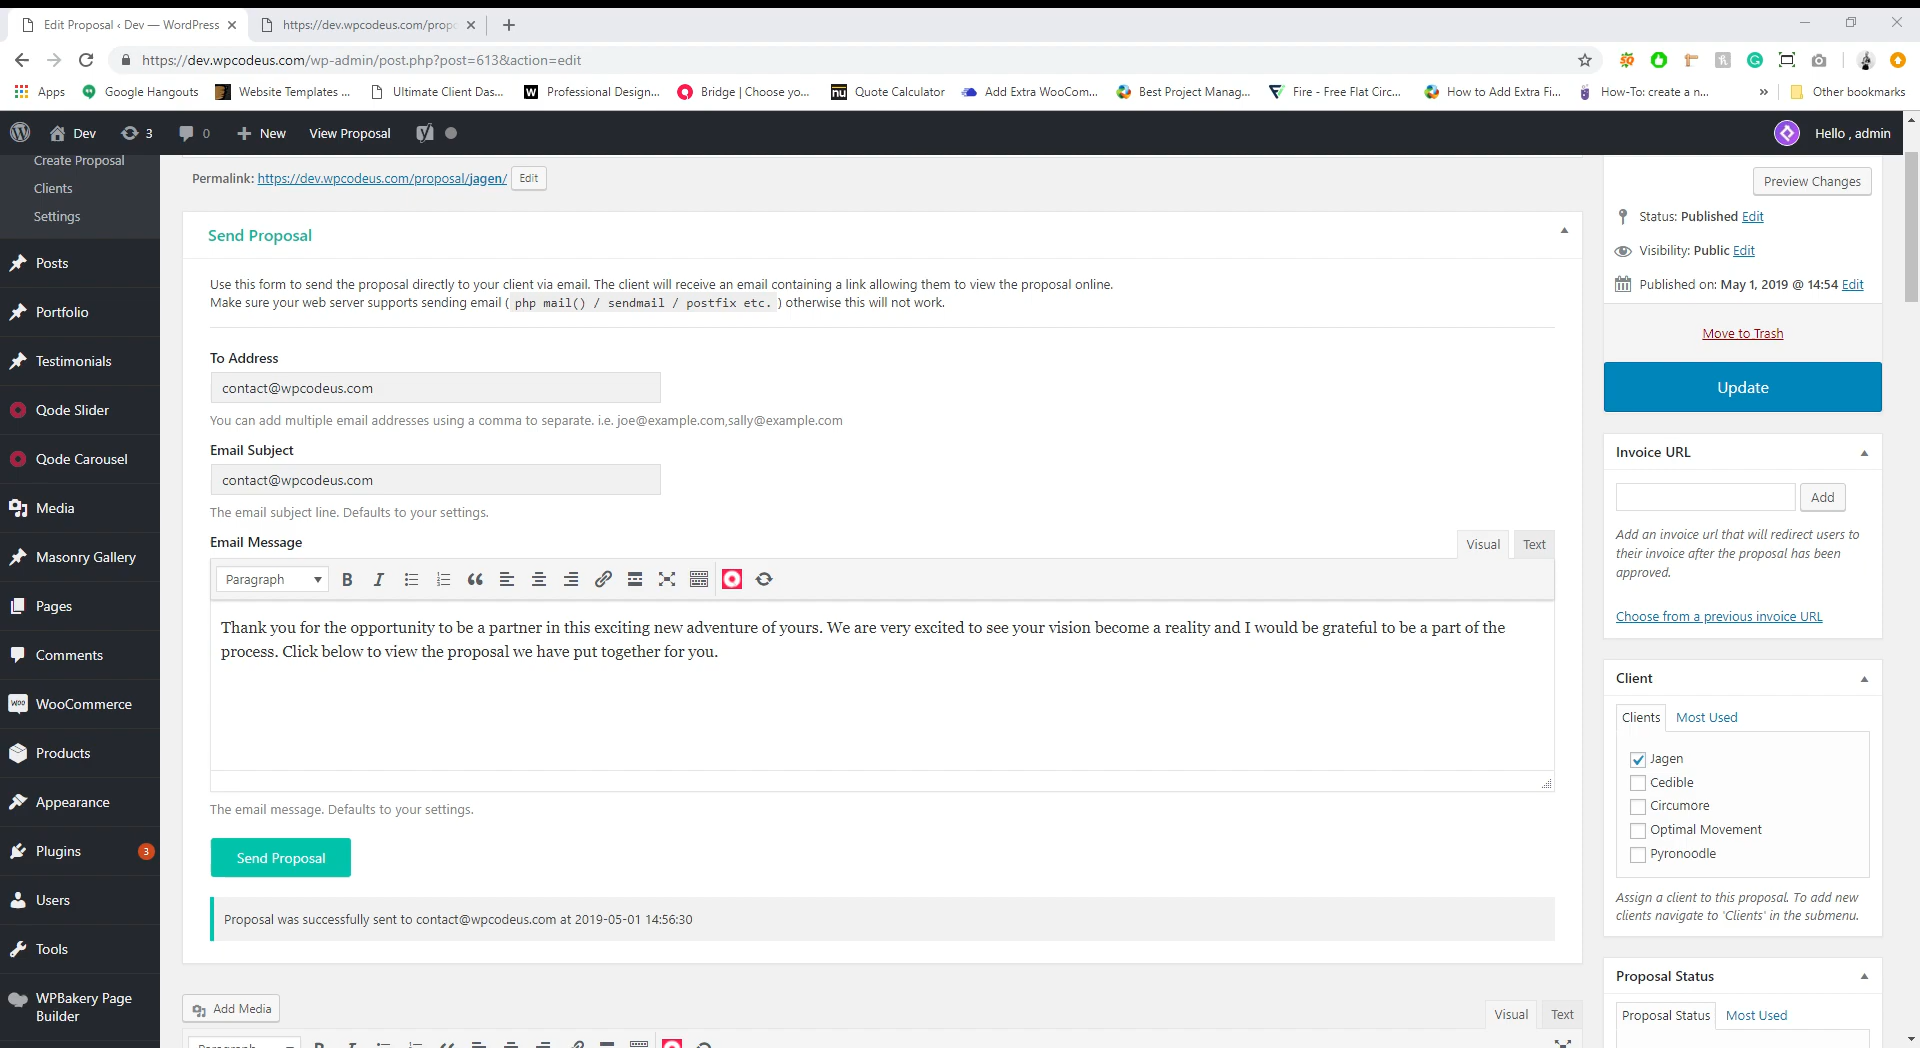 Edit Proposal ‹ Dev — WordPress
https://dev.wpcodeus.com/propo
https://dev.wpcodeus.com/wp-admin/post.php?post=613&action=edit
Apps
Google Hangouts
Website Templates ...
Ultimate Client Das...
Professional Design...
Bridge | Choose yo...
Quote Calculator
Add Extra WooCom...
Best Project Manag...
Fire - Free Flat Circ...
How to Add Extra Fi...
How-To: create a n...
»
Other bookmarks
Dev
3
0
New
View Proposal
Hello , admin
Create Proposal
Clients
Settings
Posts
Portfolio
Testimonials
Qode Slider
Qode Carousel
Media
Masonry Gallery
Pages
Comments
WooCommerce
Products
Appearance
Plugins 3
Users
Tools
WPBakery Page
Builder
Permalink: https://dev.wpcodeus.com/proposal/jagen/ Edit
Send Proposal
Use this form to send the proposal directly to your client via email. The client will receive an email containing a link allowing them to view the proposal online.
Make sure your web server supports sending email ( php mail() / sendmail / postfix etc. ) otherwise this will not work.
To Address
contact@wpcodeus.com
You can add multiple email addresses using a comma to separate. i.e. joe@example.com,sally@example.com
Email Subject
contact@wpcodeus.com
The email subject line. Defaults to your settings.
Email Message
Visual
Text
Paragraph
Thank you for the opportunity to be a partner in this exciting new adventure of yours. We are very excited to see your vision become a reality and I would be grateful to be a part of the
process. Click below to view the proposal we have put together for you.
The email message. Defaults to your settings.
Send Proposal
Proposal was successfully sent to contact@wpcodeus.com at 2019-05-01 14:56:30
Add Media
Visual
Text
Paragraph
Preview Changes
Status: Published Edit
Visibility: Public Edit
Published on: May 1, 2019 @ 14:54 Edit
Move to Trash
Update
Invoice URL
Add
Add an invoice url that will redirect users to
their invoice after the proposal has been
approved.
Choose from a previous invoice URL
Client
Clients
Most Used
Jagen
Cedible
Circumore
Optimal Movement
Pyronoodle
Assign a client to this proposal. To add new
clients navigate to 'Clients' in the submenu.
Proposal Status
Proposal Status
Most Used